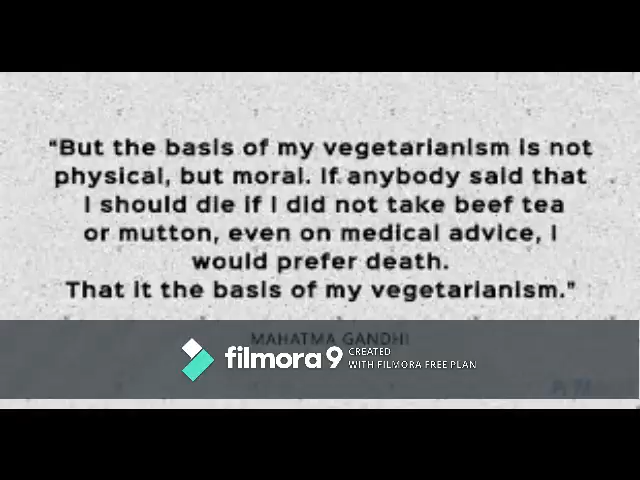 "But the basis of my vegetarianism is not
physical, but moral. If anybody said that
I should die if I did not take beef tea
or mutton, even on medical advice, I
would prefer death.
That it the basis of my vegetarianism."
MAHATMA GANDHI
filmora 9 CREATED
WITH FILMORA FREE PLAN